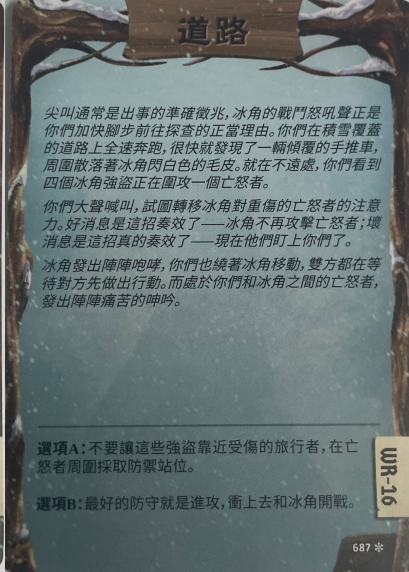 道路
尖叫通常是出事的準確徵兆，冰角的戰鬥怒吼聲正是
你們加快腳步前往探查的正當理由。你們在積雪覆蓋
的道路上全速奔跑，很快就發現了一輛傾覆的手推車，
周圍散落著冰角閃白色的毛皮。就在不遠處，你們看到
四個冰角強盜正在圍攻一個亡怒者。
你們大聲喊叫，試圖轉移冰角對重傷的亡怒者的注意
力。好消息是這招奏效了——冰角不再攻擊亡怒者；壞
消息是這招真的奏效了——現在他們盯上你們了。
冰角發出陣陣咆哮，你們也繞著冰角移動，雙方都在等
待對方先做出行動。而處於你們和冰角之間的亡怒者，
發出陣陣痛苦的呻吟。
選項A：不要讓這些強盜靠近受傷的旅行者，在亡
怒者周圍採取防禦站位。
選項B：最好的防守就是進攻，衝上去和冰角開戰。
WR-16
687